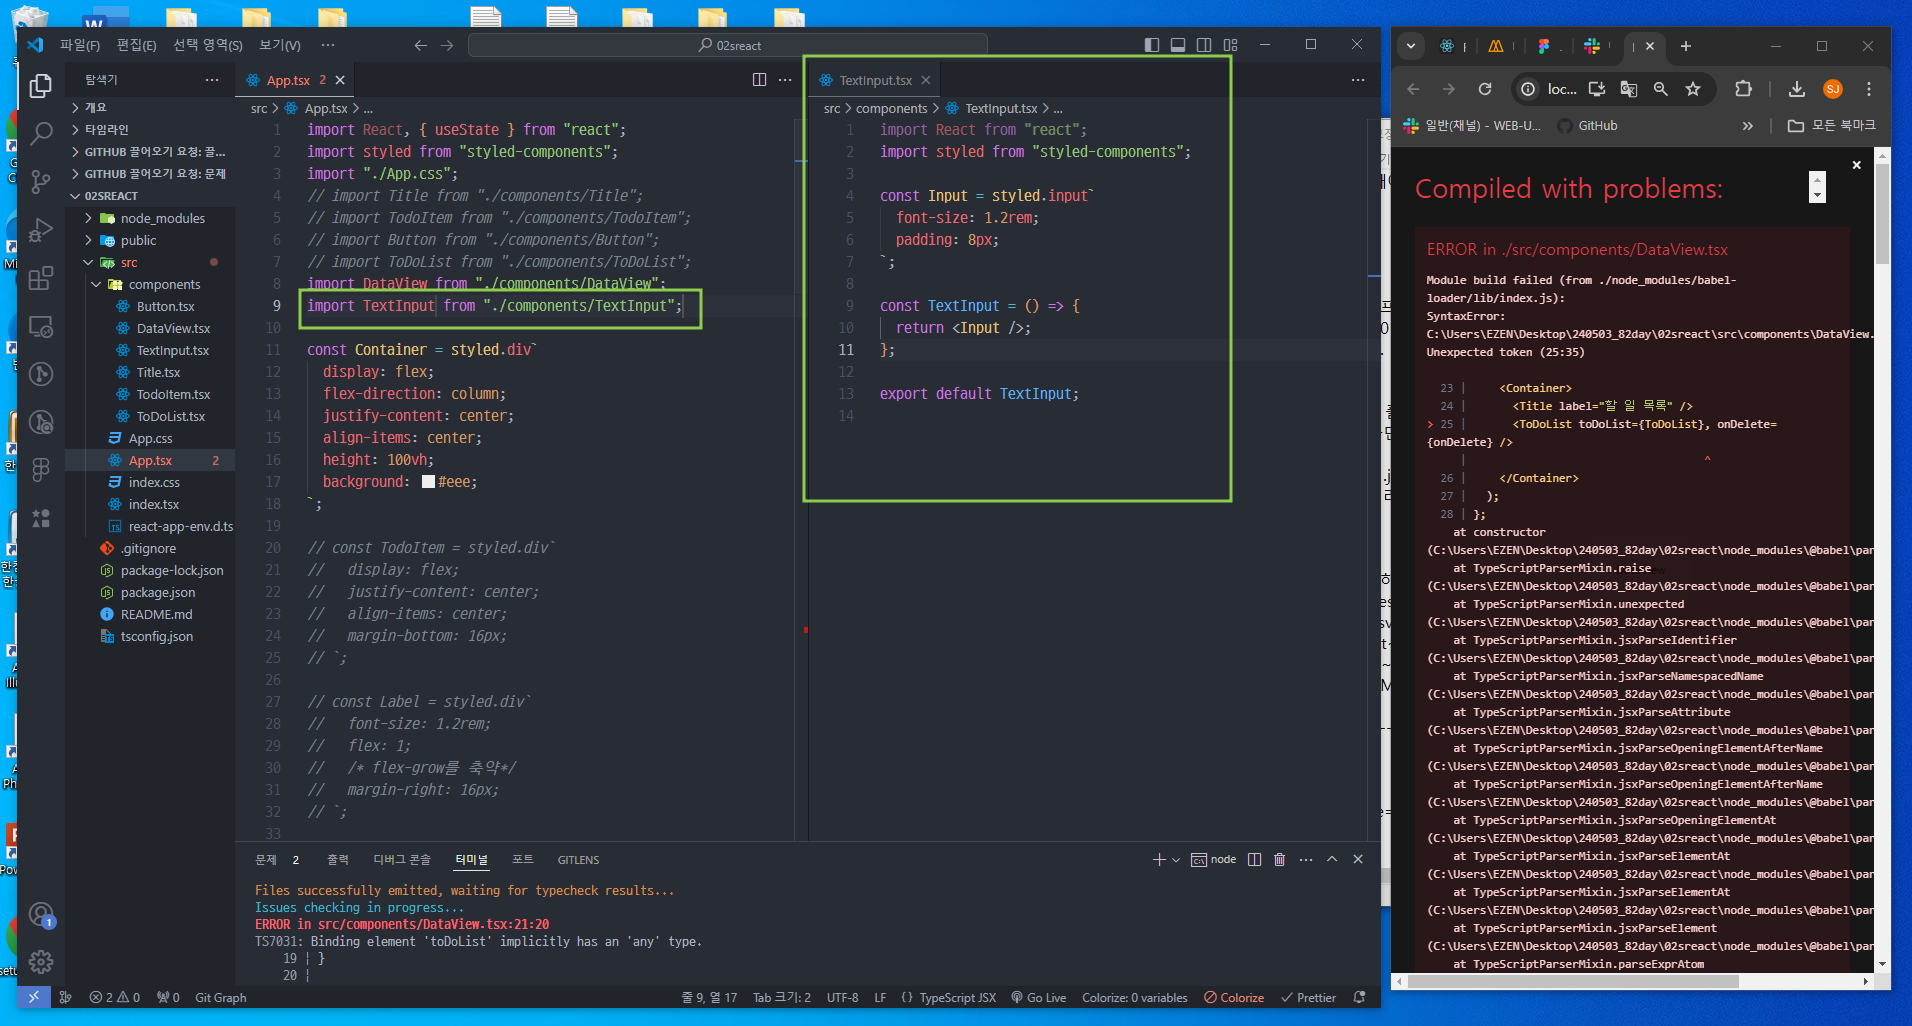 파일(F) 편집(E) 선택 영역(S) 보기(V) ··· 02sreact
탐색기
개요
타임라인
GITHUB 끌어오기 요청: 끌...
GITHUB 끌어오기 요청: 문제
02SREACT
node_modules
public
src
components
Button.tsx
DataView.tsx
TextInput.tsx
Title.tsx
TodoItem.tsx
ToDoList.tsx
App.css
App.tsx 2
index.css
index.tsx
react-app-env.d.ts
.gitignore
package-lock.json
package.json
README.md
tsconfig.json
App.tsx 2
src > App.tsx > ...
1 import React, { useState } from "react";
2 import styled from "styled-components";
3 import "./App.css";
4 // import Title from "./components/Title";
5 // import TodoItem from "./components/TodoItem";
6 // import Button from "./components/Button";
7 // import ToDoList from "./components/ToDoList";
8 import DataView from "./components/DataView";
9 import TextInput from "./components/TextInput";
10
11 const Container = styled.div`
12 display: flex;
13 flex-direction: column;
14 justify-content: center;
15 align-items: center;
16 height: 100vh;
17 background: #eee;
18 `;
19
20 // const TodoItem = styled.div`
21 // display: flex;
22 // justify-content: center;
23 // align-items: center;
24 // margin-bottom: 16px;
25 // `;
26
27 // const Label = styled.div`
28 // font-size: 1.2rem;
29 // flex: 1;
30 // /* flex-grow를 축약*/
31 // margin-right: 16px;
32 // `;
33
TextInput.tsx
src > components > TextInput.tsx > ...
1 import React from "react";
2 import styled from "styled-components";
3
4 const Input = styled.input`
5 font-size: 1.2rem;
6 padding: 8px;
7 `;
8
9 const TextInput = () => {
10 return <Input />;
11 };
12
13 export default TextInput;
14
문제 2 출력 디버그 콘솔 터미널 포트 GITLENS
node
Files successfully emitted, waiting for typecheck results...
Issues checking in progress...
ERROR in src/components/DataView.tsx:21:20
TS7031: Binding element 'toDoList' implicitly has an 'any' type.
19 | }
20 |
2 0 0 Git Graph 줄 9, 열 17 Tab 크기: 2 UTF-8 LF {} TypeScript JSX Go Live Colorize: 0 variables Colorize Prettier
loc... SJ
일반(채널) - WEB-U... GitHub » 모든 북마크
Compiled with problems:
ERROR in ./src/components/DataView.tsx
Module build failed (from ./node_modules/babel-
loader/lib/index.js):
SyntaxError:
C:\Users\EZEN\Desktop\240503_82day\02sreact\src\components\DataView.
Unexpected token (25:35)
23 | <Container>
24 | <Title label="할 일 목록" />
> 25 | <ToDoList toDoList={ToDoList}, onDelete=
{onDelete} />
| ^
26 | </Container>
27 | );
28 | };
at constructor
(C:\Users\EZEN\Desktop\240503_82day\02sreact\node_modules\@babel\par
at TypeScriptParserMixin.raise
(C:\Users\EZEN\Desktop\240503_82day\02sreact\node_modules\@babel\par
at TypeScriptParserMixin.unexpected
(C:\Users\EZEN\Desktop\240503_82day\02sreact\node_modules\@babel\par
at TypeScriptParserMixin.jsxParseIdentifier
(C:\Users\EZEN\Desktop\240503_82day\02sreact\node_modules\@babel\par
at TypeScriptParserMixin.jsxParseNamespacedName
(C:\Users\EZEN\Desktop\240503_82day\02sreact\node_modules\@babel\par
at TypeScriptParserMixin.jsxParseAttribute
(C:\Users\EZEN\Desktop\240503_82day\02sreact\node_modules\@babel\par
at TypeScriptParserMixin.jsxParseOpeningElementAfterName
(C:\Users\EZEN\Desktop\240503_82day\02sreact\node_modules\@babel\par
at TypeScriptParserMixin.jsxParseOpeningElementAfterName
(C:\Users\EZEN\Desktop\240503_82day\02sreact\node_modules\@babel\par
at TypeScriptParserMixin.jsxParseOpeningElementAt
(C:\Users\EZEN\Desktop\240503_82day\02sreact\node_modules\@babel\par
at TypeScriptParserMixin.jsxParseElementAt
(C:\Users\EZEN\Desktop\240503_82day\02sreact\node_modules\@babel\par
at TypeScriptParserMixin.jsxParseElementAt
(C:\Users\EZEN\Desktop\240503_82day\02sreact\node_modules\@babel\par
at TypeScriptParserMixin.jsxParseElement
(C:\Users\EZEN\Desktop\240503_82day\02sreact\node_modules\@babel\par
at TypeScriptParserMixin.parseExprAtom